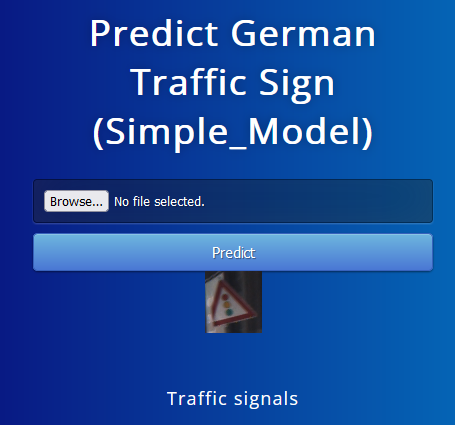 Predict German
Traffic Sign
(Simple_Model)
Browse... No file selected.
Predict
Traffic signals